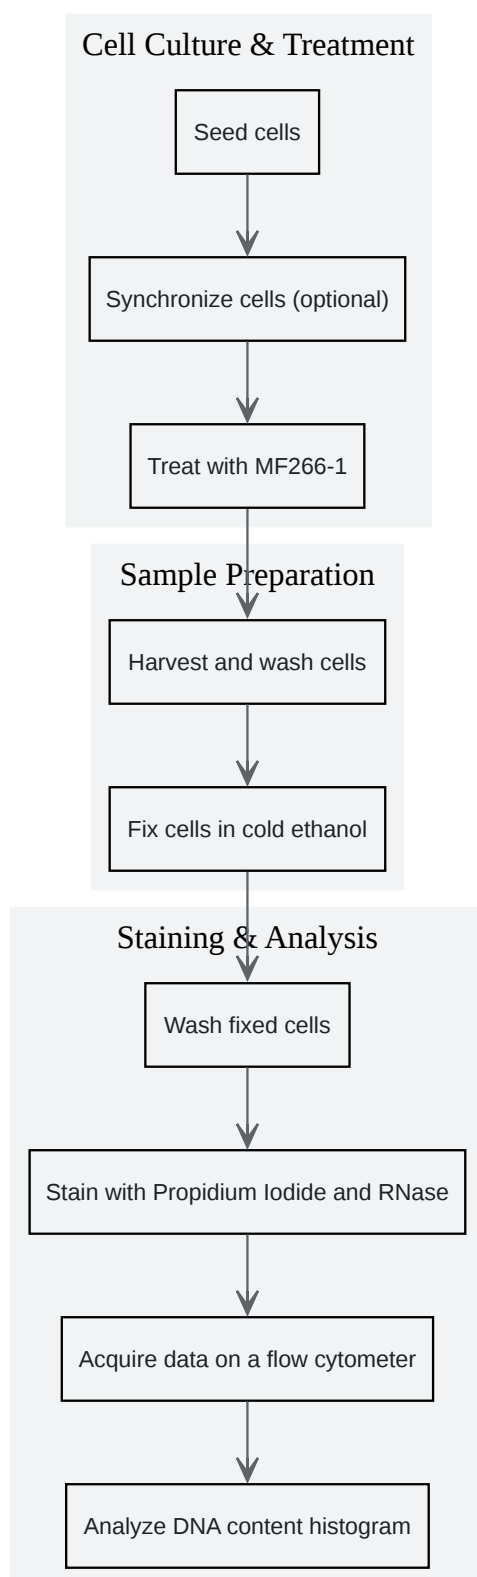 Cell Culture & Treatment
Seed cells
Synchronize cells (optional)
Treat with MF266-1
Sample Preparation
Harvest and wash cells
Fix cells in cold ethanol
Staining & Analysis
Wash fixed cells
Stain with Propidium Iodide and RNase
Acquire data on a flow cytometer
Analyze DNA content histogram